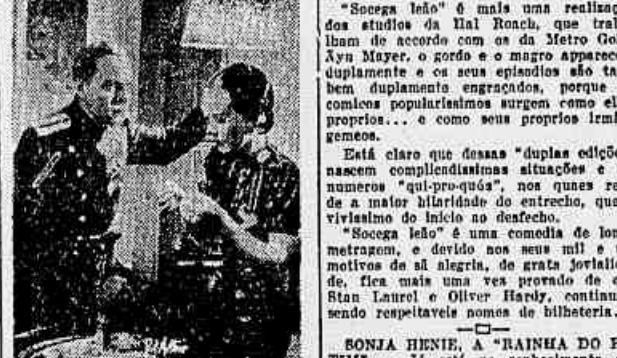 "Socega leão" é mais uma realizaç
dos studios da Hal Roach, que tral
lham de accordo com os da Metro Gol
wyn Mayer, o gordo e o magro apparece
duplamente e os seus episodios são ta
bem duplamente engraçados, porque
comicos popularissimos surgem como el
proprios... e como seus proprios irmã
gemeos.
Está claro que dessas "duplas ediçõe
nascem complicadissimas situações e
numeros "qui-pro-quós", nos quaes re
de a maior hilaridade do entrecho, que
vivissimo do inicio ao desfecho.
"Socega leão" é uma comedia de lon
metragem, e devido aos seus mil e
motivos de sã alegria, de grata joviali
de, fica mais uma vez provado de
Stan Laurel e Oliver Hardy, continu
sendo respeitaveis nomes de bilheteria.
SONJA HENIE, A "RAINHA DO